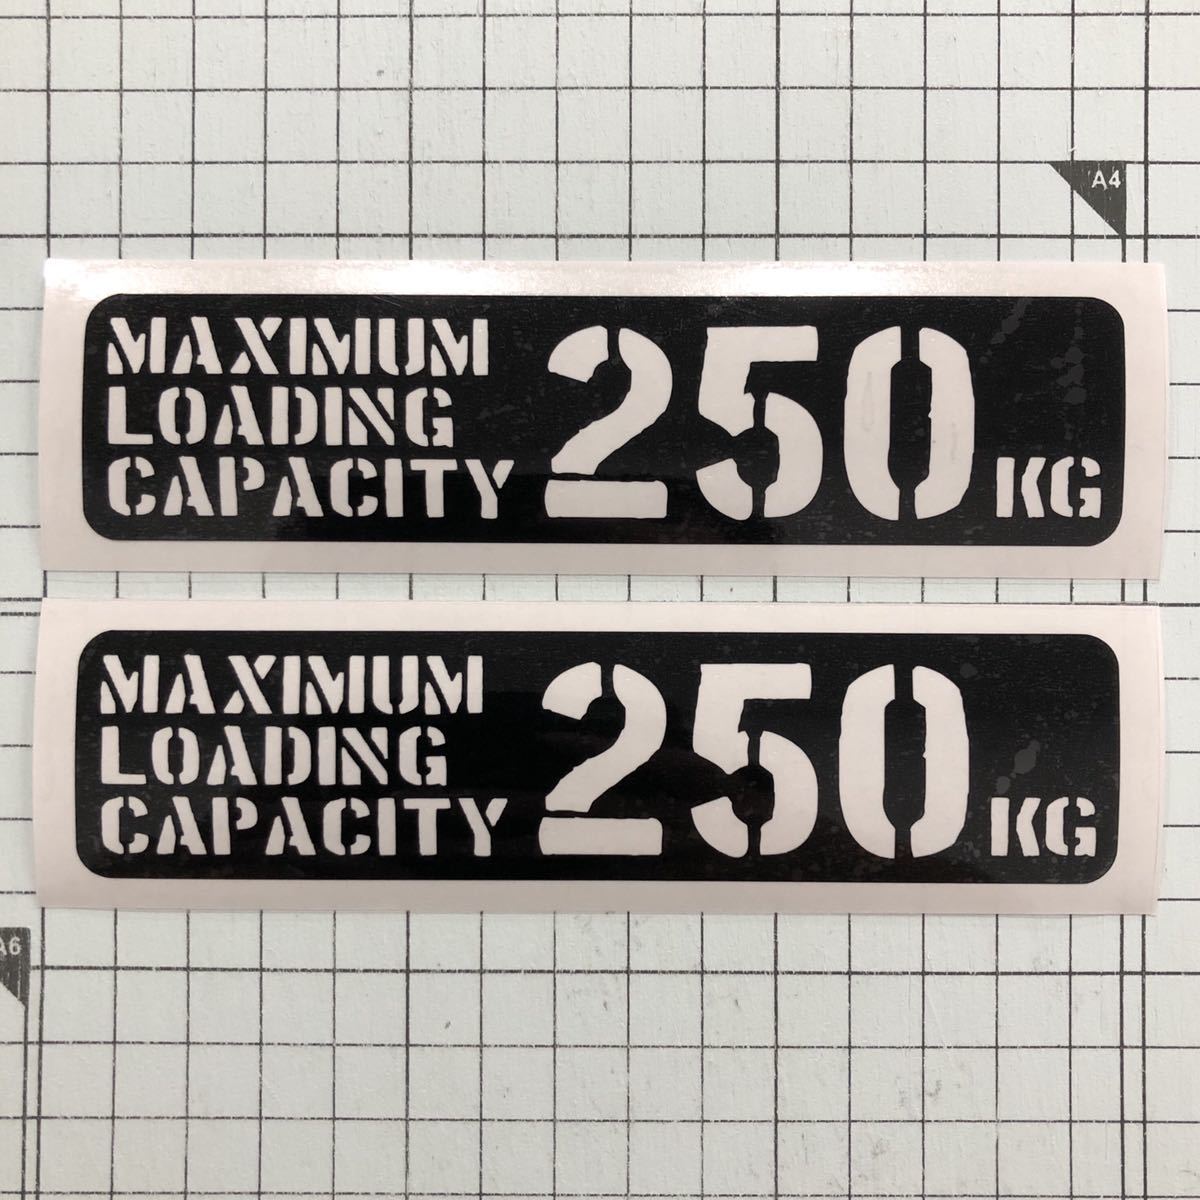 A4
MAXIMUM
LOADING
CAPACITY
250 KG
MAXIMUM
LOADING
CAPACITY
250 KG
A6